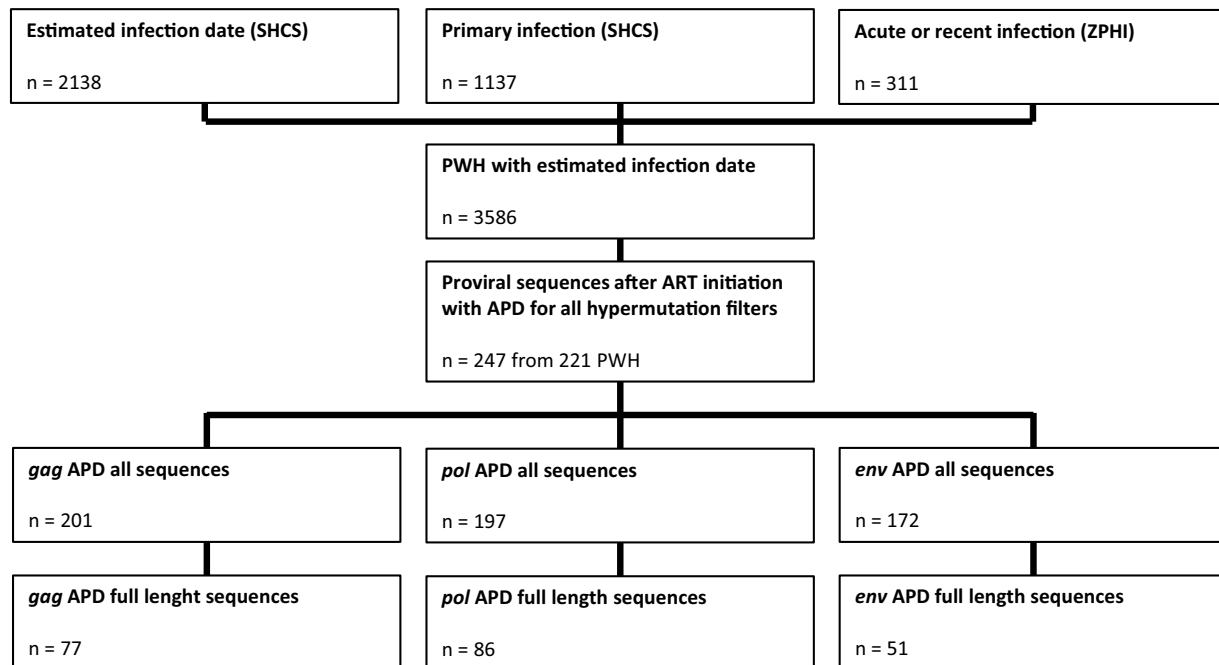 Estimated infection date (SHCS)
n = 2138
Primary infection (SHCS)
n = 1137
Acute or recent infection (ZPHI)
n = 311
PWH with estimated infection date
n = 3586
Proviral sequences after ART initiation
with APD for all hypermutation filters
n = 247 from 221 PWH
gag APD all sequences
n = 201
pol APD all sequences
n = 197
env APD all sequences
n = 172
gag APD full lenght sequences
n = 77
pol APD full length sequences
n = 86
env APD full length sequences
n = 51